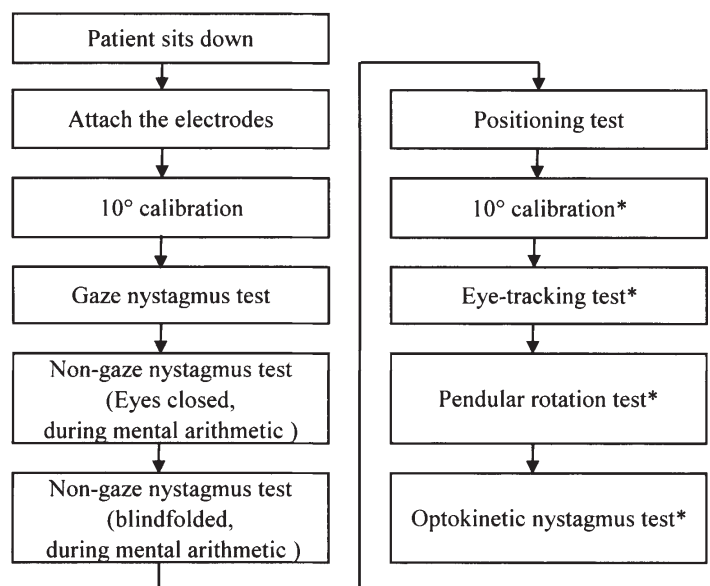 Patient sits down
Attach the electrodes
10° calibration
Gaze nystagmus test
Non-gaze nystagmus test
(Eyes closed,
during mental arithmetic )
Non-gaze nystagmus test
(blindfolded,
during mental arithmetic )
Positioning test
10° calibration*
Eye-tracking test*
Pendular rotation test*
Optokinetic nystagmus test*